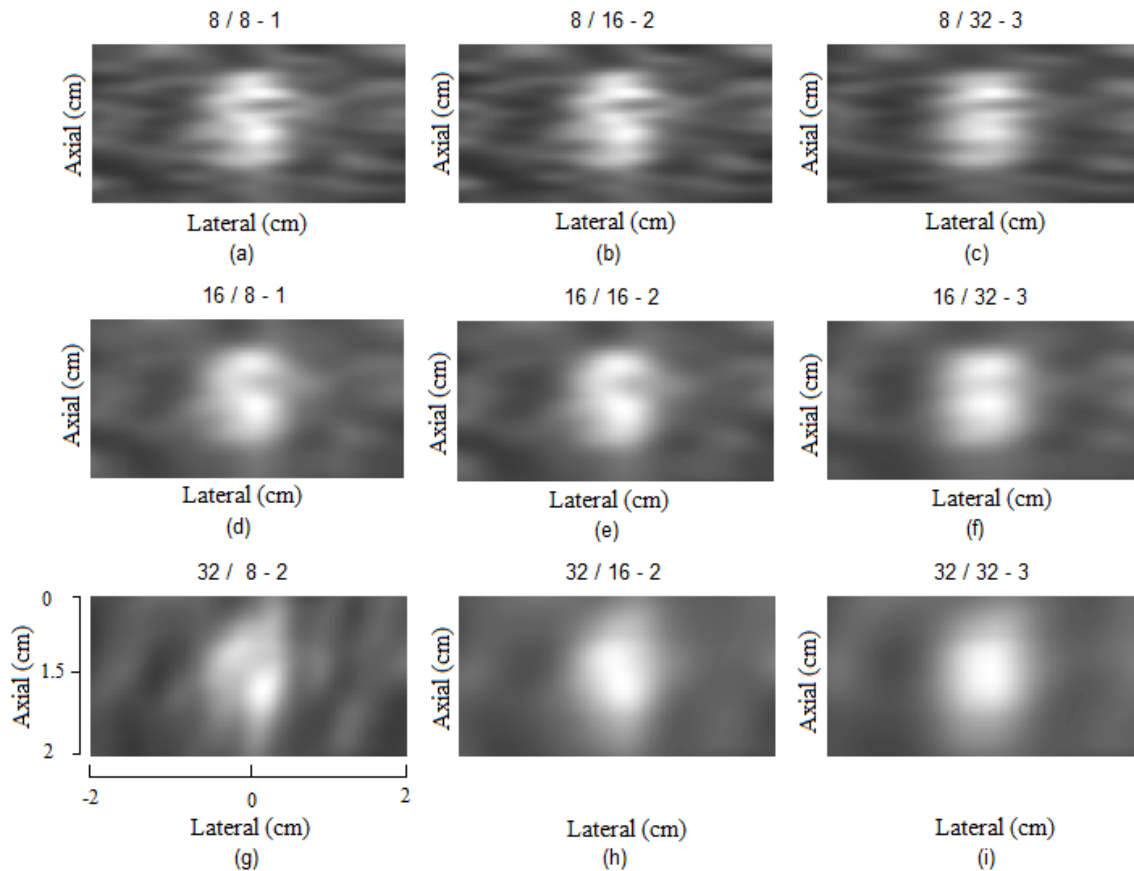 8 / 8 - 1
8 / 16 - 2
8 / 32 - 3
Axial (cm)
Axial (cm)
Axial (cm)
Lateral (cm)
Lateral (cm)
Lateral (cm)
(a)
(b)
(c)
16 / 8 - 1
16 / 16 - 2
16 / 32 - 3
Axial (cm)
Axial (cm)
Axial (cm)
Lateral (cm)
Lateral (cm)
Lateral (cm)
(d)
(e)
(f)
32 / 8 - 2
32 / 16 - 2
32 / 32 - 3
0
1.5
2
Axial (cm)
Axial (cm)
Axial (cm)
-2
0
2
Lateral (cm)
Lateral (cm)
Lateral (cm)
(g)
(h)
(i)